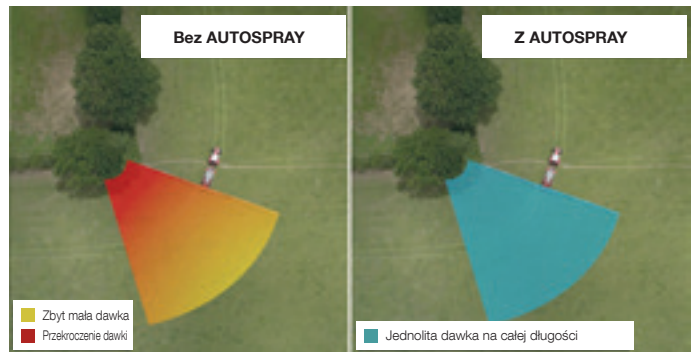 Bez AUTOSPRAY
Z AUTOSPRAY
Zbyt mała dawka
Przekroczenie dawki
Jednolita dawka na całej długości